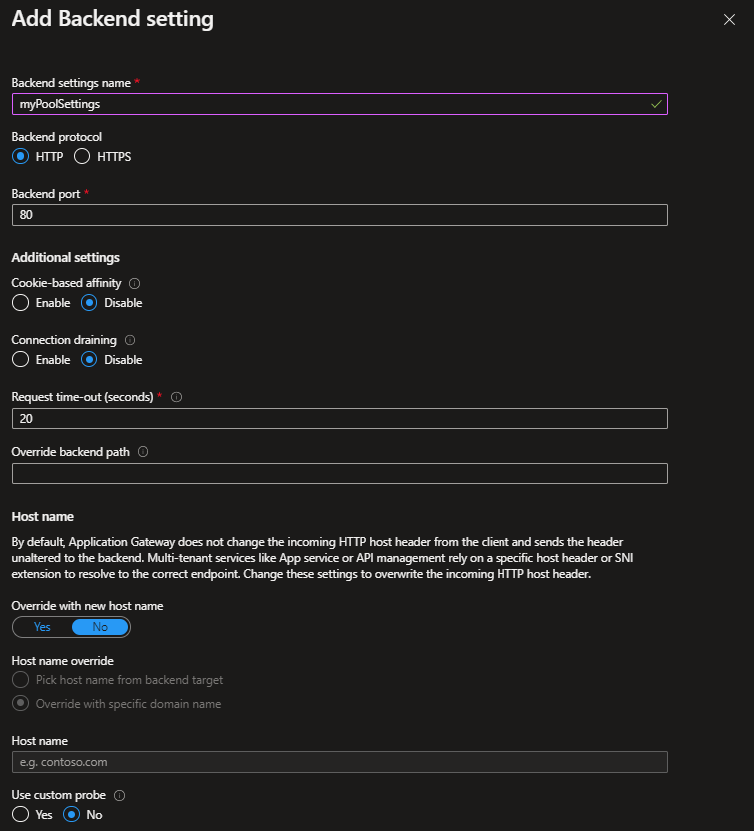 Add Backend setting
Backend settings name *
myPoolSettings
Backend protocol
HTTP HTTPS
Backend port *
80
Additional settings
Cookie-based affinity
Enable Disable
Connection draining
Enable Disable
Request time-out (seconds) *
20
Override backend path
Host name
By default, Application Gateway does not change the incoming HTTP host header from the client and sends the header
unaltered to the backend. Multi-tenant services like App service or API management rely on a specific host header or SNI
extension to resolve to the correct endpoint. Change these settings to overwrite the incoming HTTP host header.
Override with new host name
Yes No
Host name override
Pick host name from backend target
Override with specific domain name
Host name
e.g. contoso.com
Use custom probe
Yes No